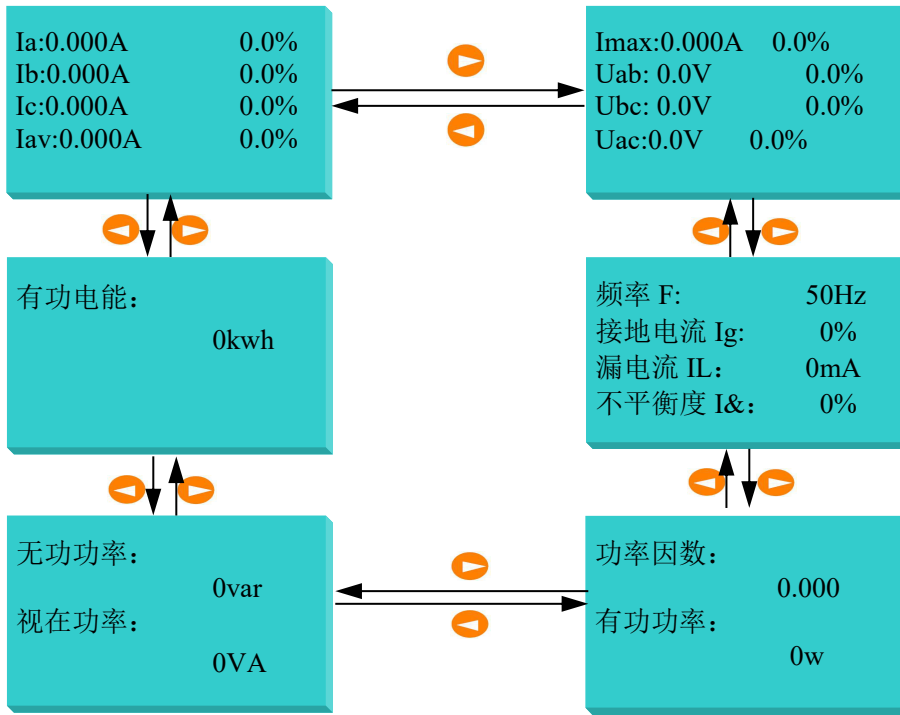 Ia:0.000A 0.0%
Ib:0.000A 0.0%
Ic:0.000A 0.0%
Iav:0.000A 0.0%
Imax:0.000A 0.0%
Uab: 0.0V 0.0%
Ubc: 0.0V 0.0%
Uac:0.0V 0.0%
有功电能：
0kwh
频率 F: 50Hz
接地电流 Ig: 0%
漏电流 IL： 0mA
不平衡度 I&： 0%
无功功率：
0var
视在功率：
0VA
功率因数：
0.000
有功功率：
0w